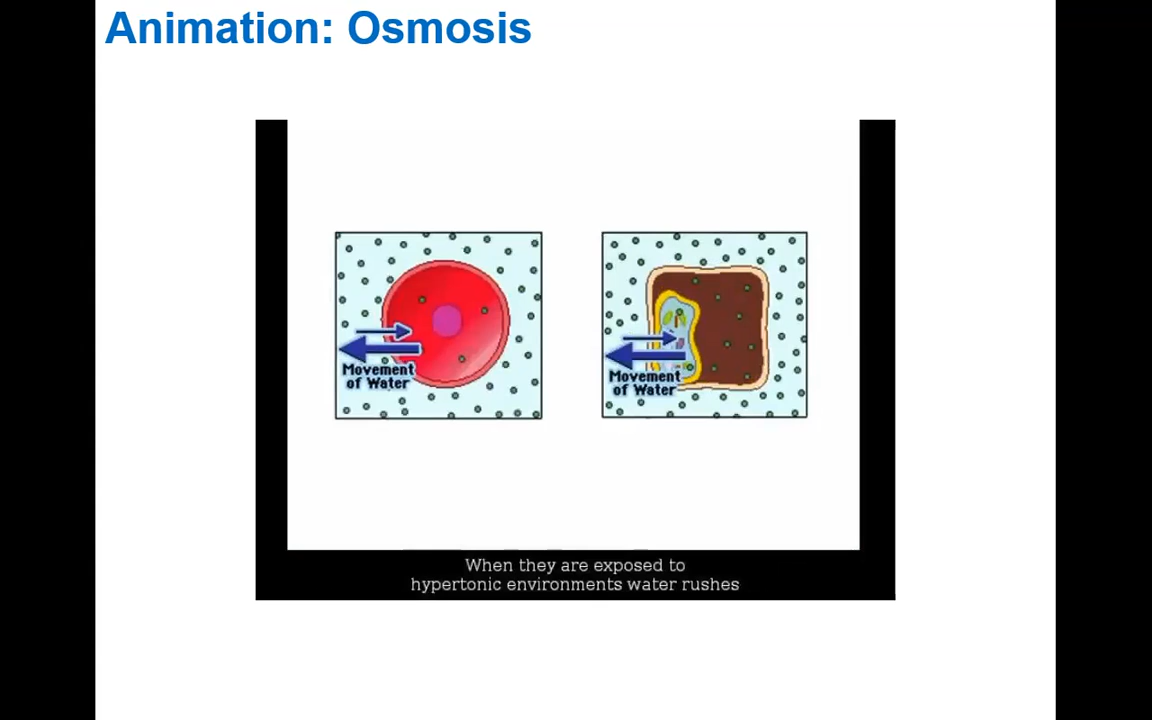 Animation: Osmosis
Movement
of Water
Movement
of Water
When they are exposed to
hypertonic environments water rushes